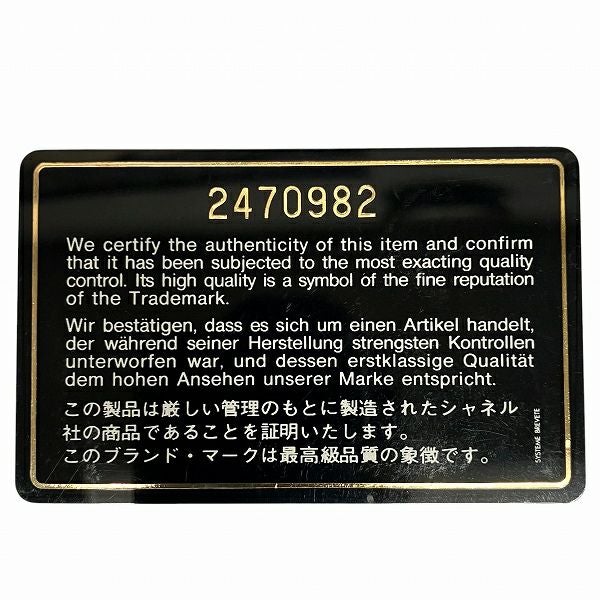 2470982
We certify the authenticity of this item and confirm
that it has been subjected to the most exacting quality
control. Its high quality is a symbol of the fine reputation
of the Trademark.
Wir bestätigen, dass es sich um einen Artikel handelt,
der während seiner Herstellung strengsten Kontrollen
unterworfen war, und dessen erstklassige Qualität
dem hohen Ansehen unserer Marke entspricht.
この製品は厳しい管理のもとに製造されたシャネル
社の商品であることを証明いたします。
このブランド・マークは最高級品質の象徴です。
SYSTEME BREVETE